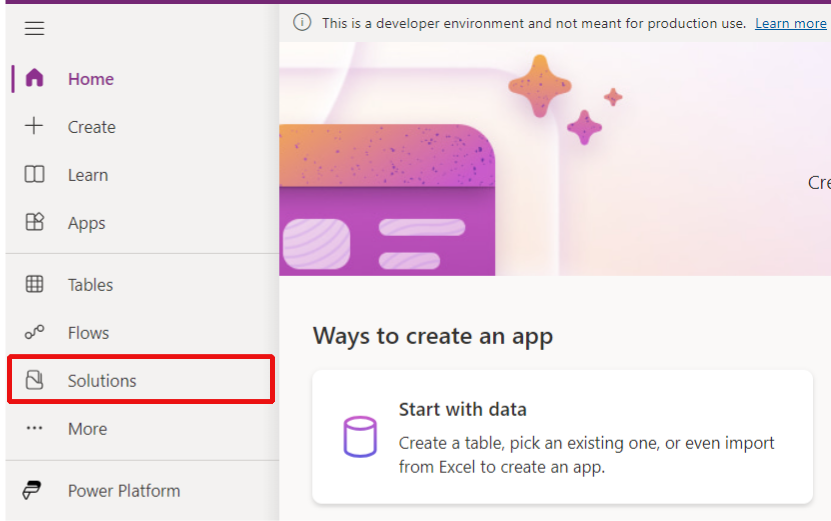 This is a developer environment and not meant for production use. Learn more
Home
Create
Learn
Apps
Tables
Flows
Solutions
More
Power Platform
Ways to create an app
Start with data
Create a table, pick an existing one, or even import
from Excel to create an app.